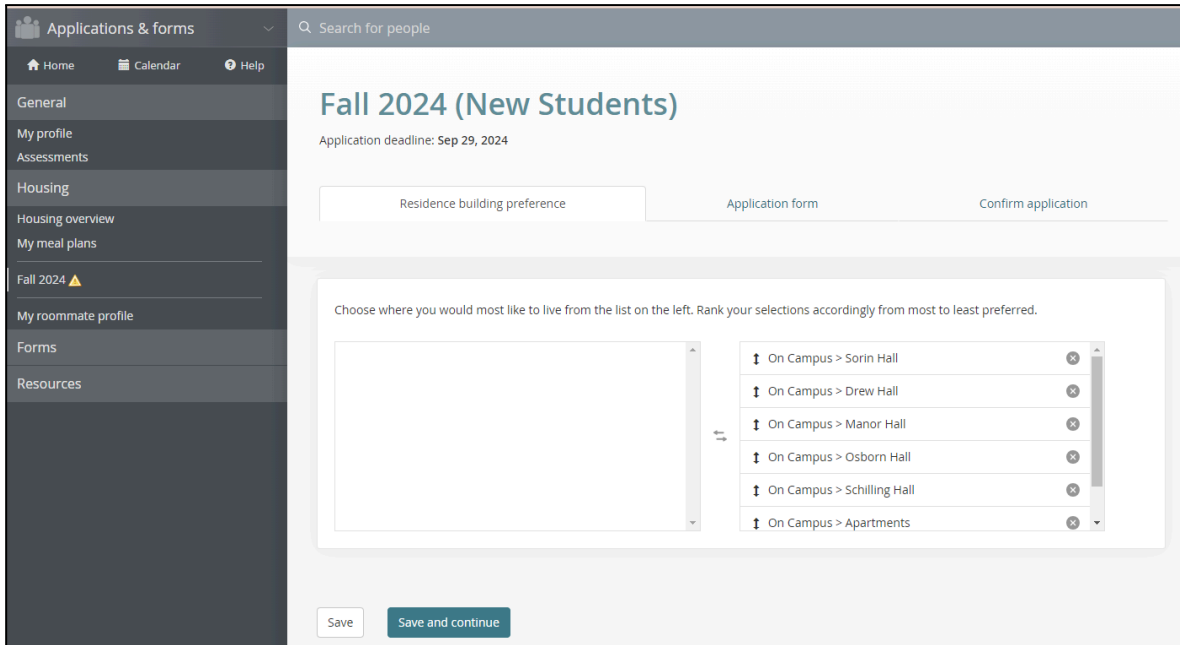 Applications & forms
Search for people
Home Calendar Help
General
My profile
Assessments
Housing
Housing overview
My meal plans
Fall 2024
My roommate profile
Forms
Resources
Fall 2024 (New Students)
Application deadline: Sep 29, 2024
Residence building preference Application form Confirm application
Choose where you would most like to live from the list on the left. Rank your selections accordingly from most to least preferred.
On Campus > Sorin Hall
On Campus > Drew Hall
On Campus > Manor Hall
On Campus > Osborn Hall
On Campus > Schilling Hall
On Campus > Apartments
Save Save and continue